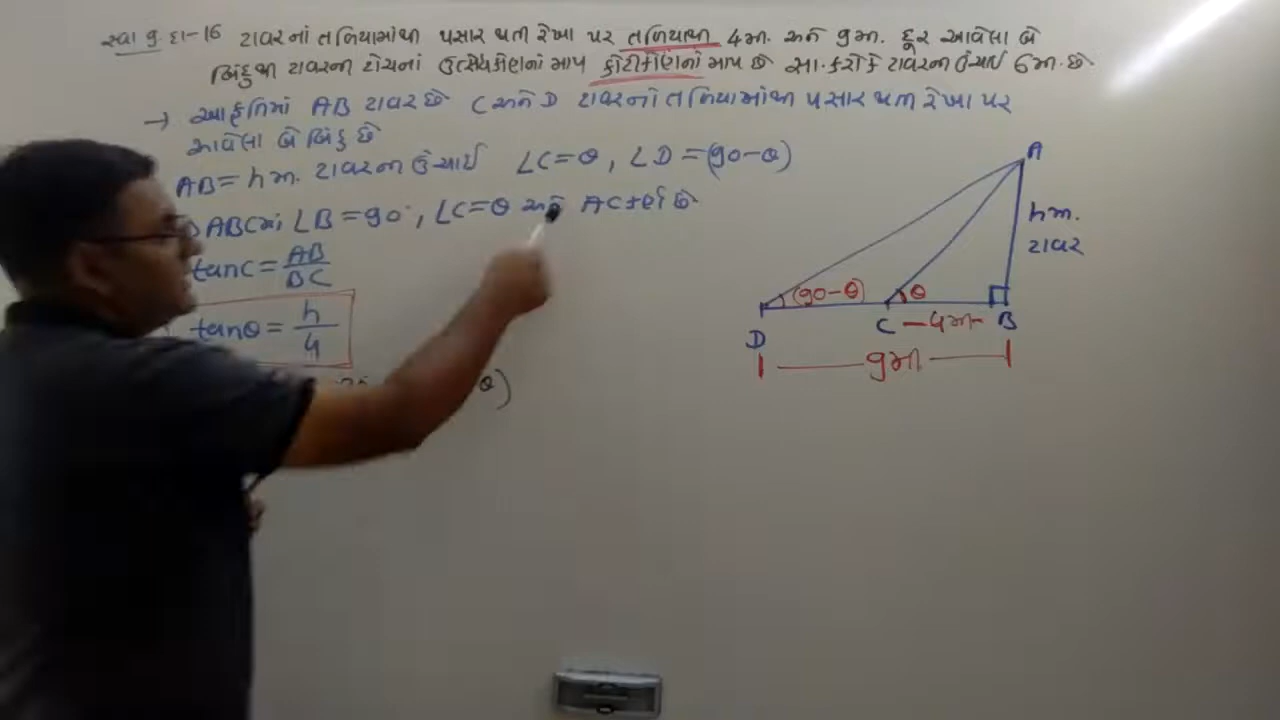 સ્વા. ૧. દા-16 ટાવરનાં તળિયામાંથી પસાર થતી રેખા પર તળિયાથી 4મી. અને 9મી. દૂર આવેલા બે
બિંદુથી ટાવરની ટોચનાં ઉત્સેધકોણનાં માપ કોટીકોણનાં માપ છે સા.કરો કે ટાવરની ઉંચાઈ 6મી. છે
→ આકૃતિમાં AB ટાવર છે C અને D ટાવરનાં તળિયામાંથી પસાર થતી રેખા પર
આવેલા બે બિંદુ છે
AB = hમી. ટાવરની ઉંચાઈ ∠C = θ, ∠D = (90-θ)
ABCમાં ∠B = 90°, ∠C = θ અને AC કર્ણ છે
tanC = AB/BC
tanθ = h/4
θ)
A
hમી.
ટાવર
(90-θ) θ
D C -4મી- B
9મી